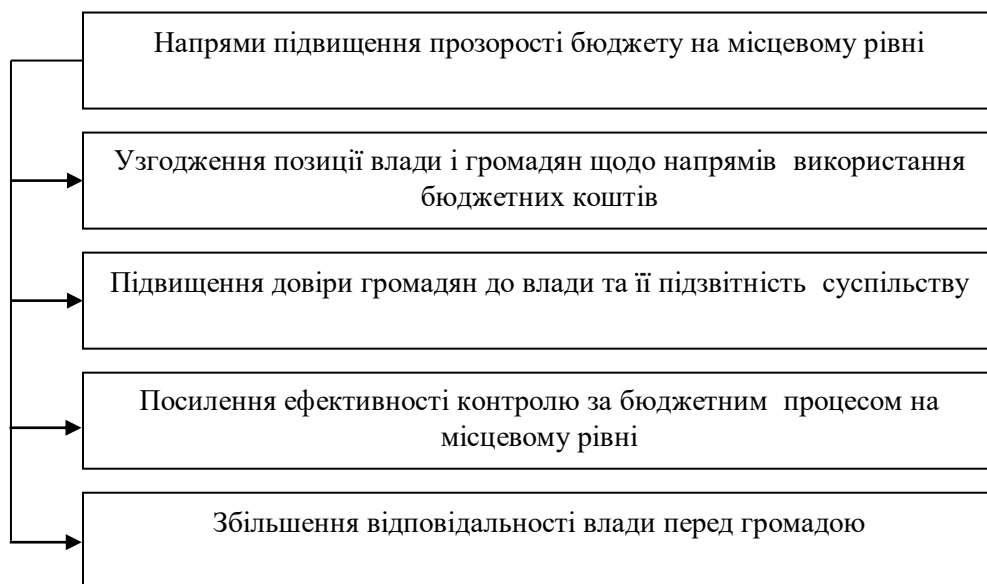 Напрями підвищення прозорості бюджету на місцевому рівні
Узгодження позиції влади і громадян щодо напрямів використання
бюджетних коштів
Підвищення довіри громадян до влади та її підзвітність суспільству
Посилення ефективності контролю за бюджетним процесом на
місцевому рівні
Збільшення відповідальності влади перед громадою